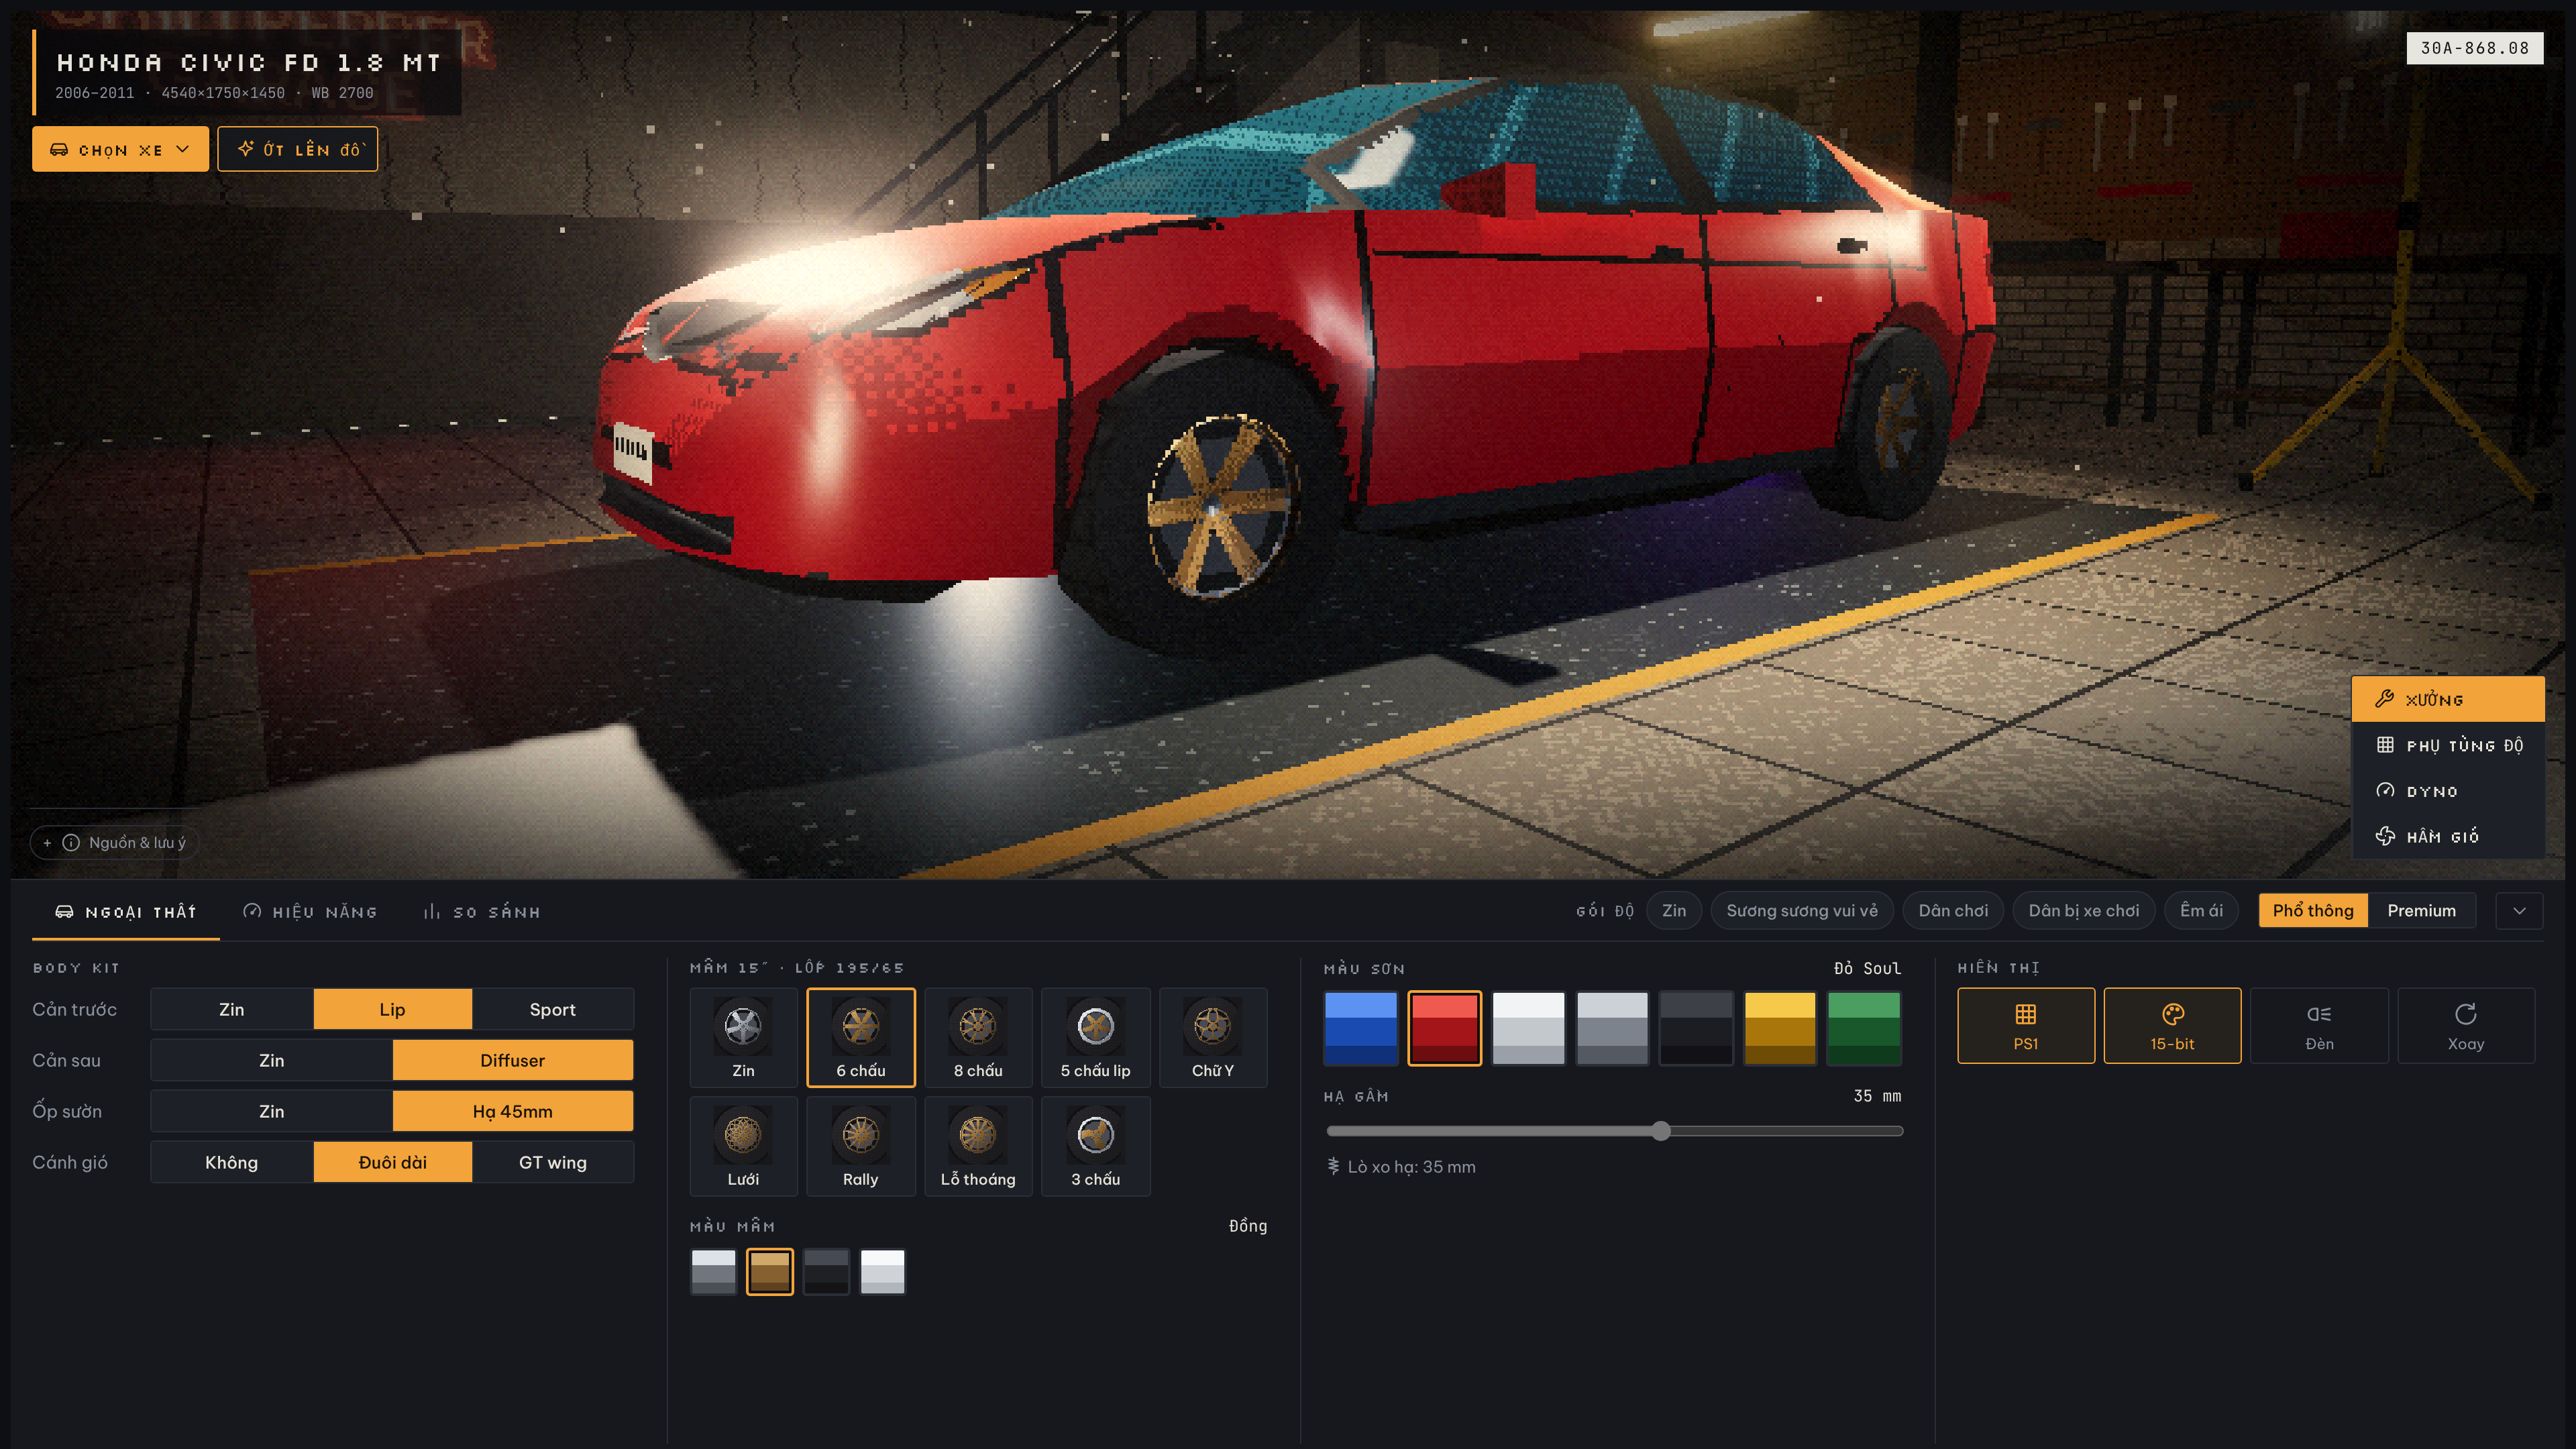 HONDA CIVIC FD 1.8 MT
2006–2011 · 4540×1750×1450 · WB 2700
30A-868.08
CHỌN XE
ỚT LÊN đồ
XƯỞNG
PHỤ TÙNG ĐỘ
DYNO
HẦM GIÓ
+ Nguồn & lưu ý
NGOẠI THẤT
HIỆU NĂNG
SO SÁNH
GÓI ĐỘ
Zin
Sương sương vui vẻ
Dân chơi
Dân bị xe chơi
Êm ái
Phổ thông
Premium
BODY KIT
Cản trước
Zin
Lip
Sport
Cản sau
Zin
Diffuser
Ốp sườn
Zin
Hạ 45mm
Cánh gió
Không
Đuôi dài
GT wing
MÂM 15″ · LỐP 195/65
Zin
6 chấu
8 chấu
5 chấu lip
Chữ Y
Lưới
Rally
Lỗ thoáng
3 chấu
MÀU MÂM
Đồng
MÀU SƠN
Đỏ Soul
HẠ GẦM
35 mm
Lò xo hạ: 35 mm
HIỂN THỊ
PS1
15-bit
Đèn
Xoay